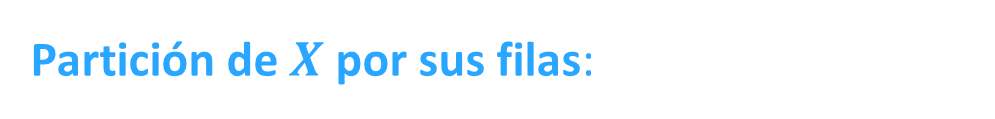 Partición de X por sus filas: